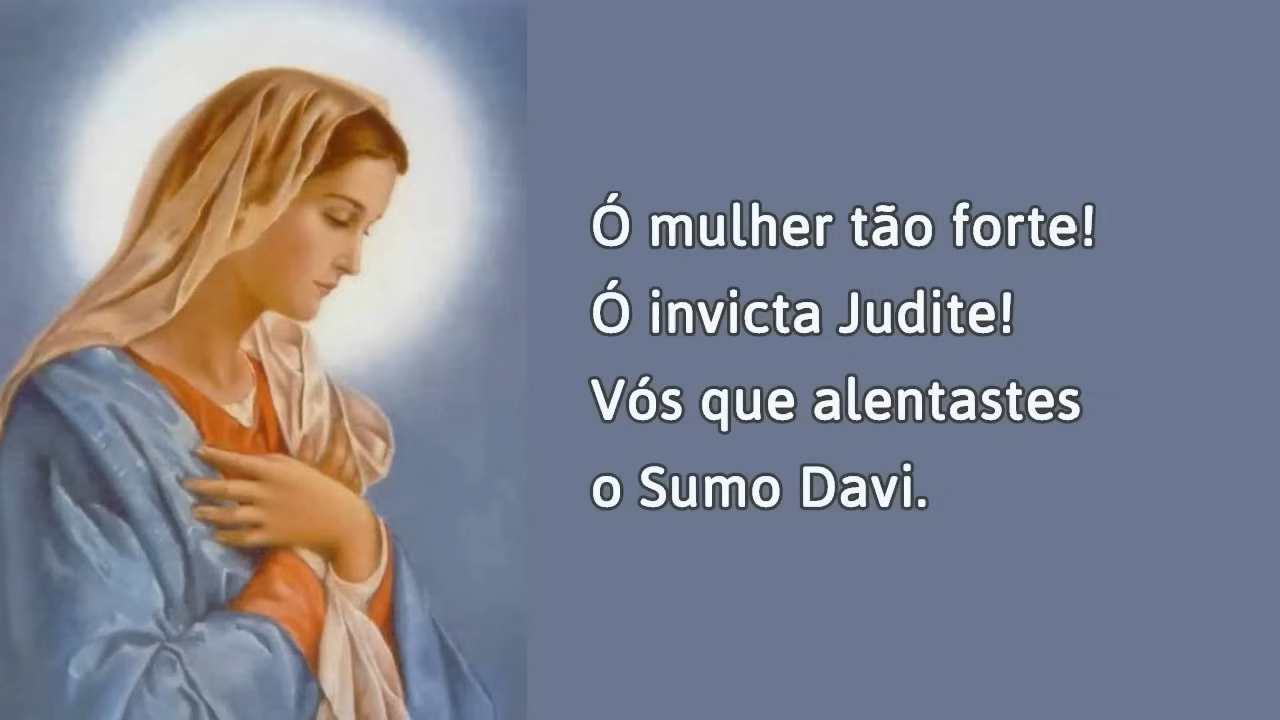 Ó mulher tão forte!
Ó invicta Judite!
Vós que alentastes
o Sumo Davi.